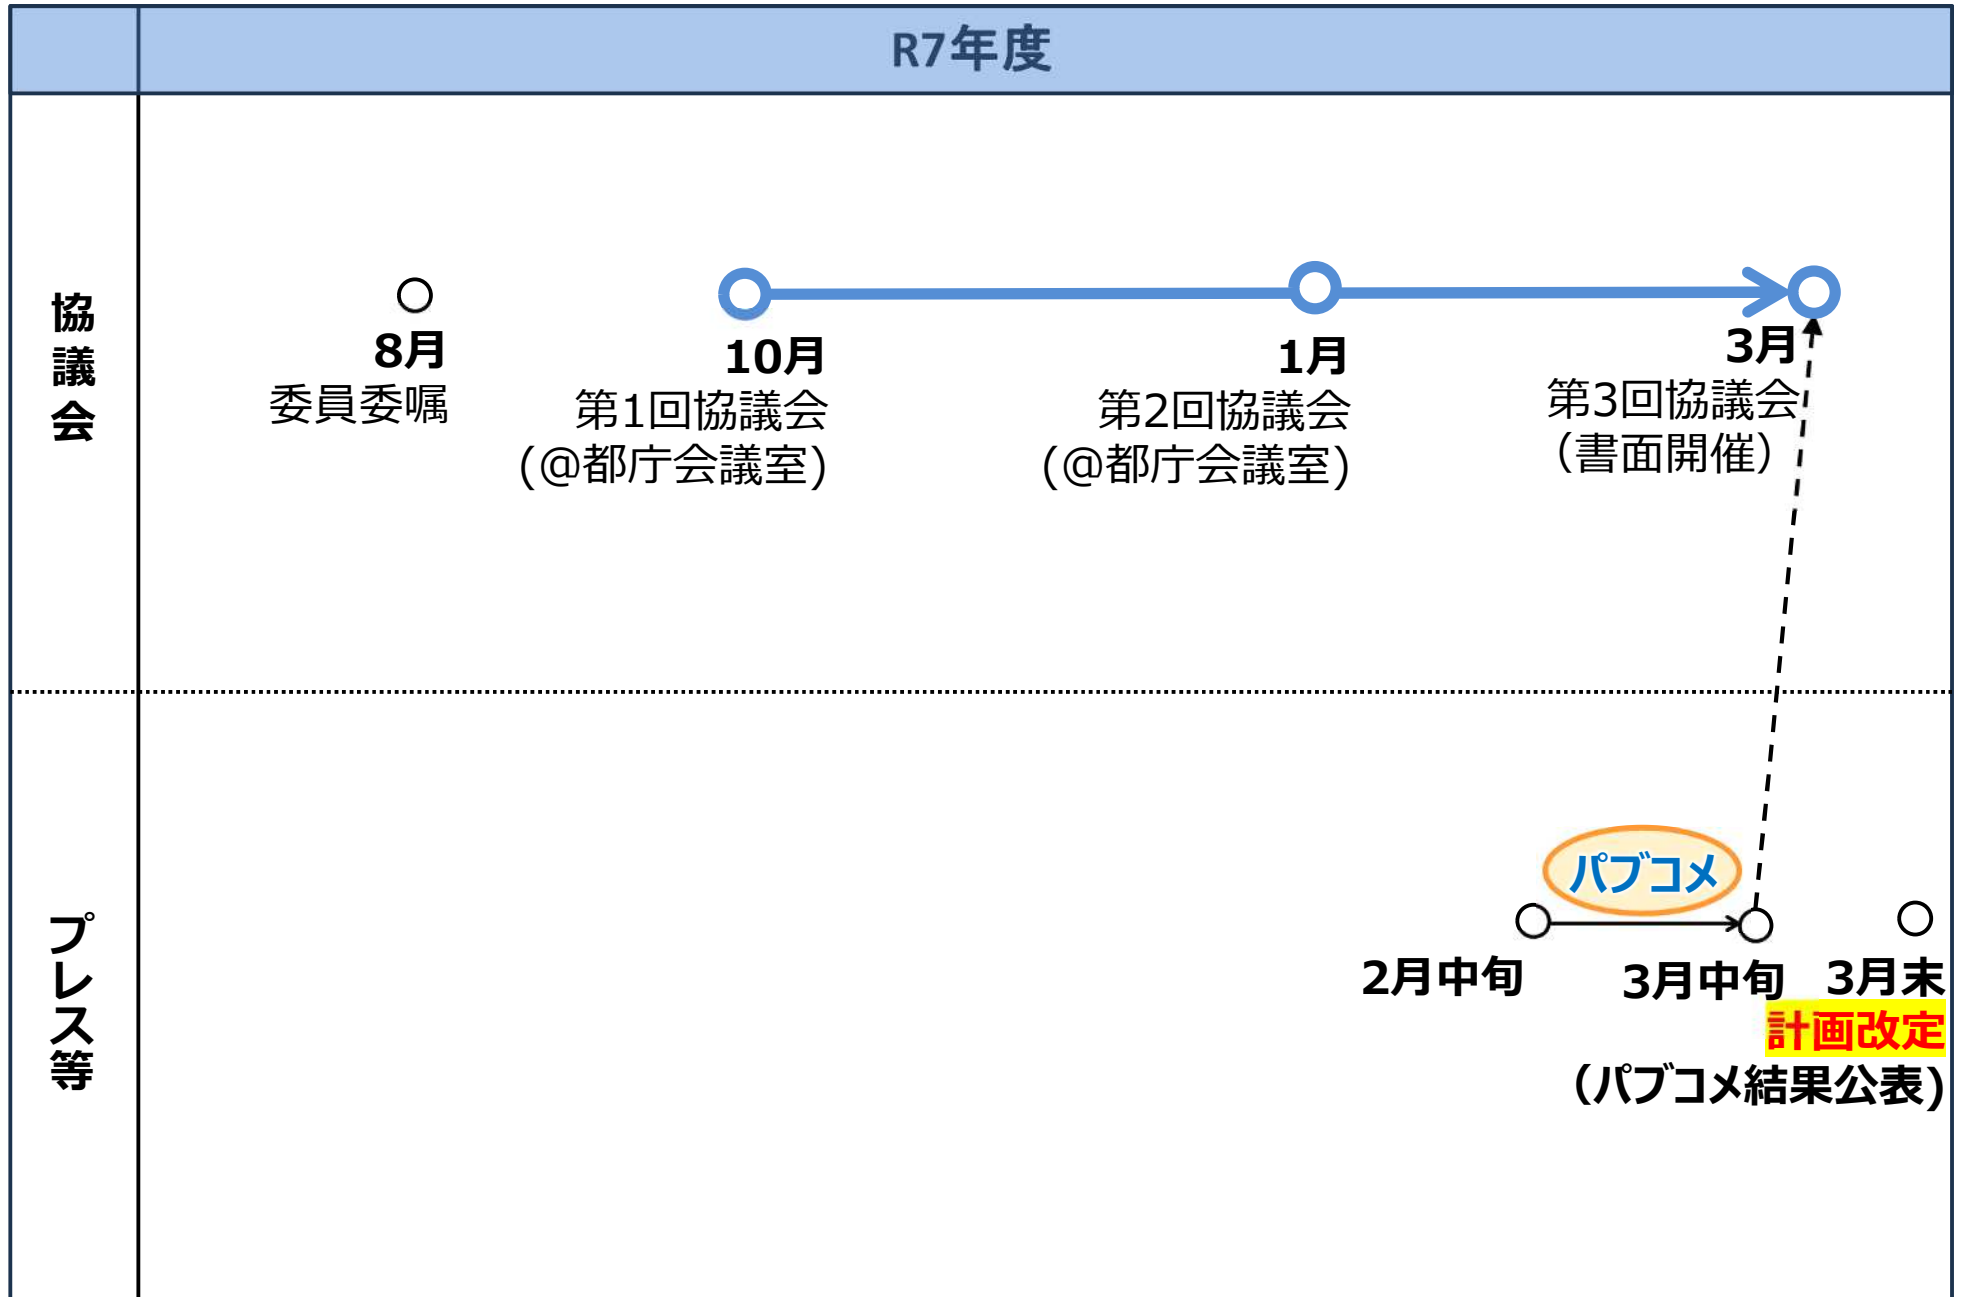 R7年度
協議会
8月
委員委嘱
10月
第1回協議会
(@都庁会議室)
1月
第2回協議会
(@都庁会議室)
3月
第3回協議会
（書面開催）
プレス等
パブコメ
2月中旬
3月中旬
3月末
計画改定
（パブコメ結果公表)